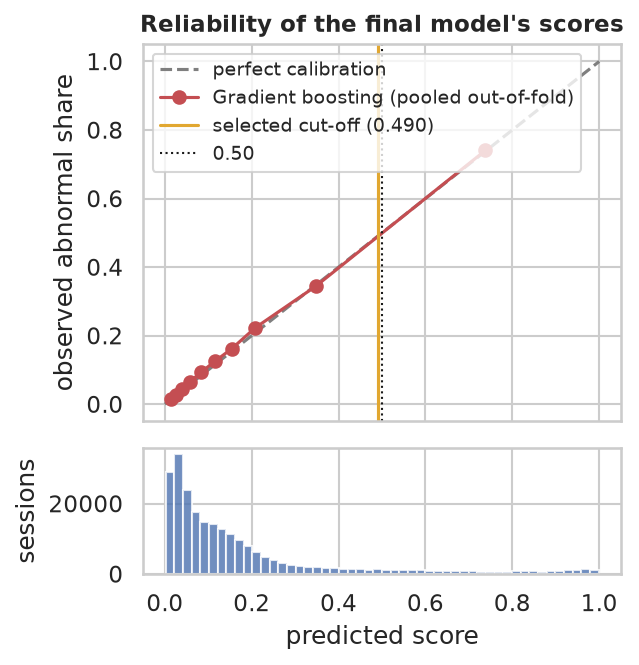 Reliability of the final model's scores
observed abnormal share
1.0
0.8
0.6
0.4
0.2
0.0
perfect calibration
Gradient boosting (pooled out-of-fold)
selected cut-off (0.490)
0.50
sessions
20000
0
0.0 0.2 0.4 0.6 0.8 1.0
predicted score